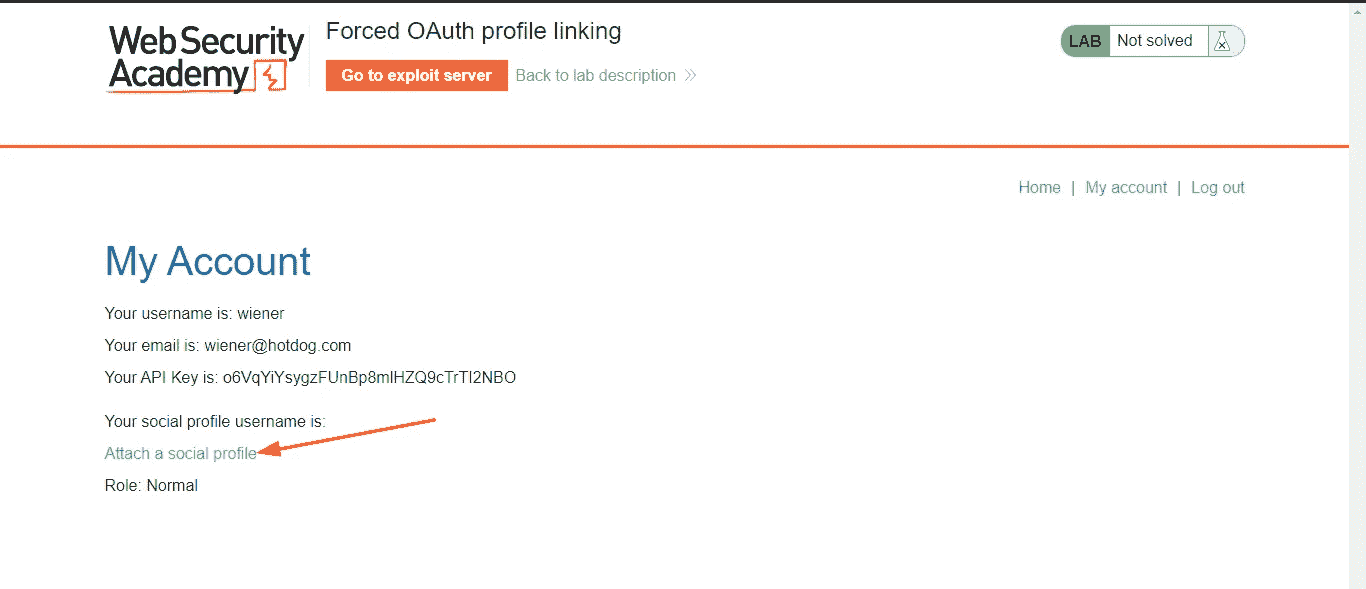 Web Security
Academy
Forced OAuth profile linking
Go to exploit server
Back to lab description
LAB
Not solved
Home | My account | Log out
My Account
Your username is: wiener
Your email is: wiener@hotdog.com
Your API Key is: o6VqYiYsygzFUnBp8mlHZQ9cTrTl2NBO
Your social profile username is:
Attach a social profile
Role: Normal